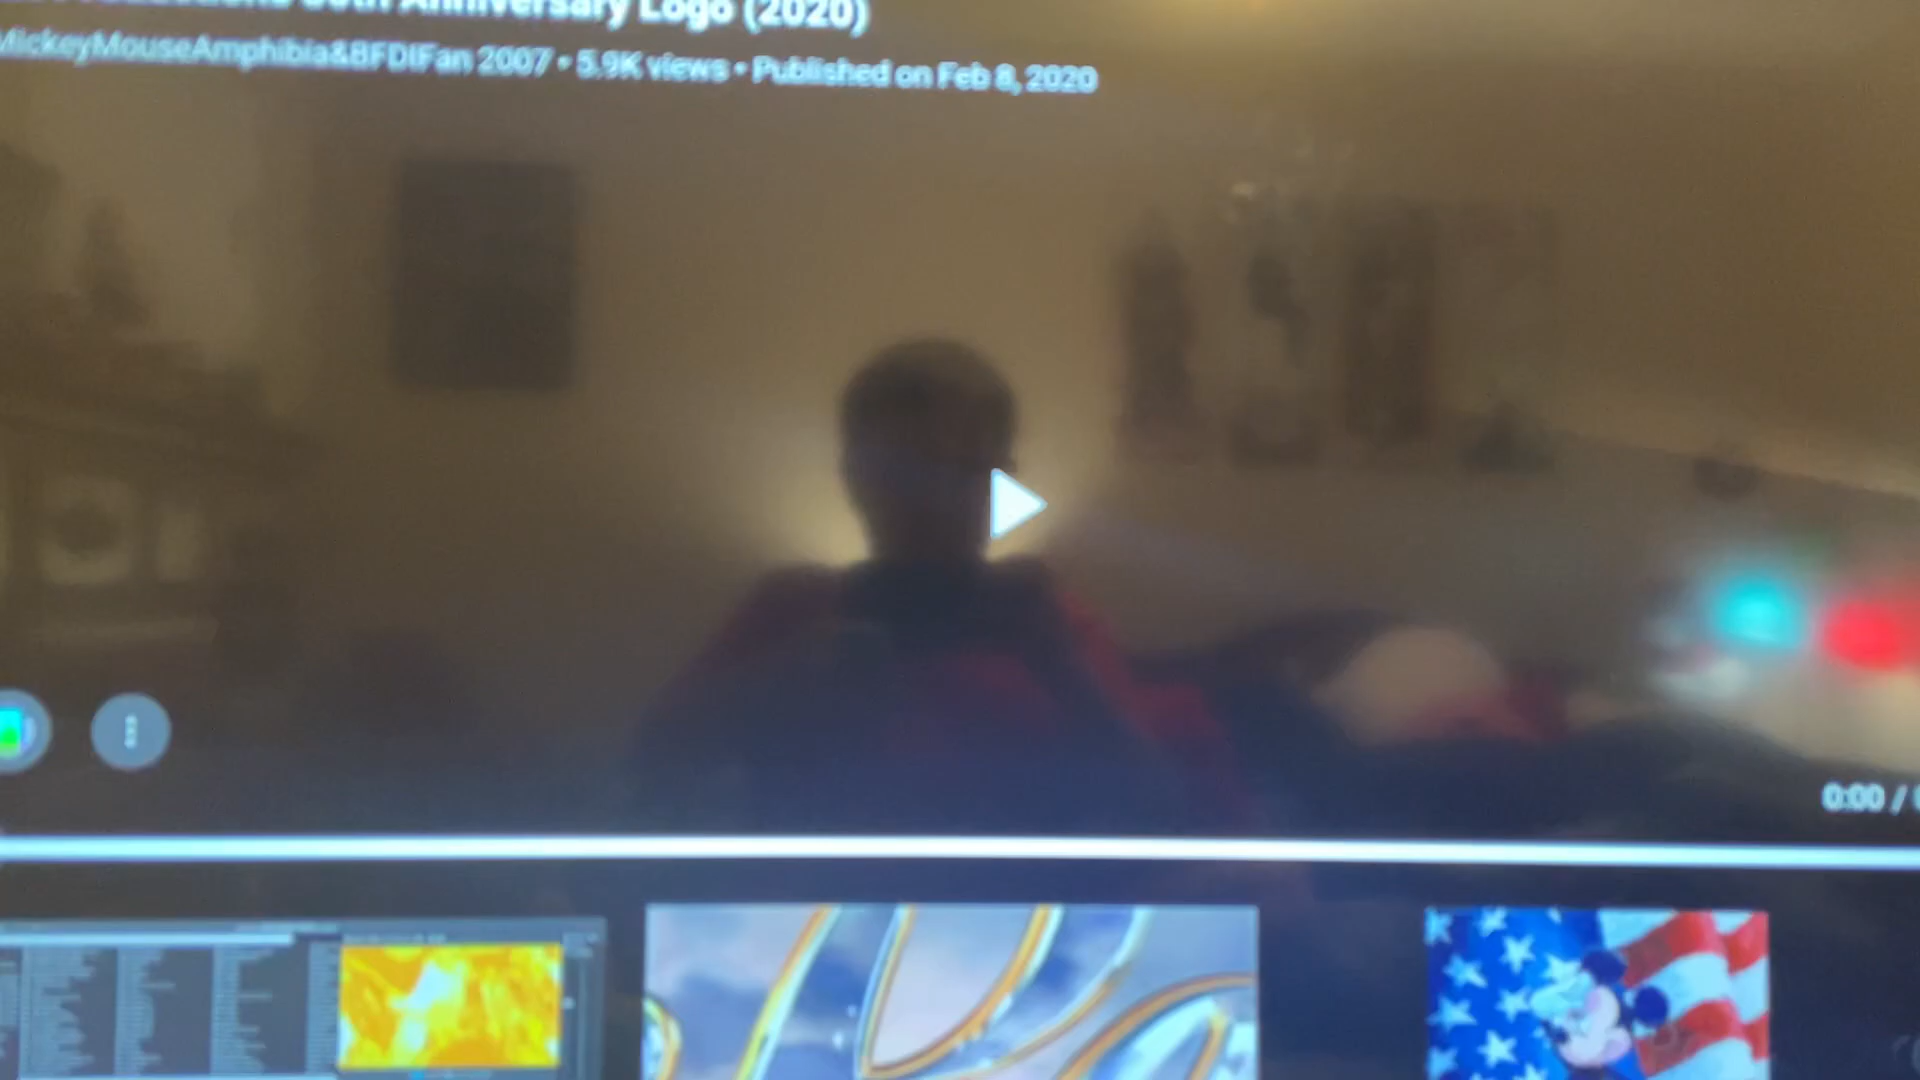 Anniversary Logo (2020)
MickeyMouseAmphibia&BFDIFan 2007 • 5.9K views • Published on Feb 8, 2020
0:00 /